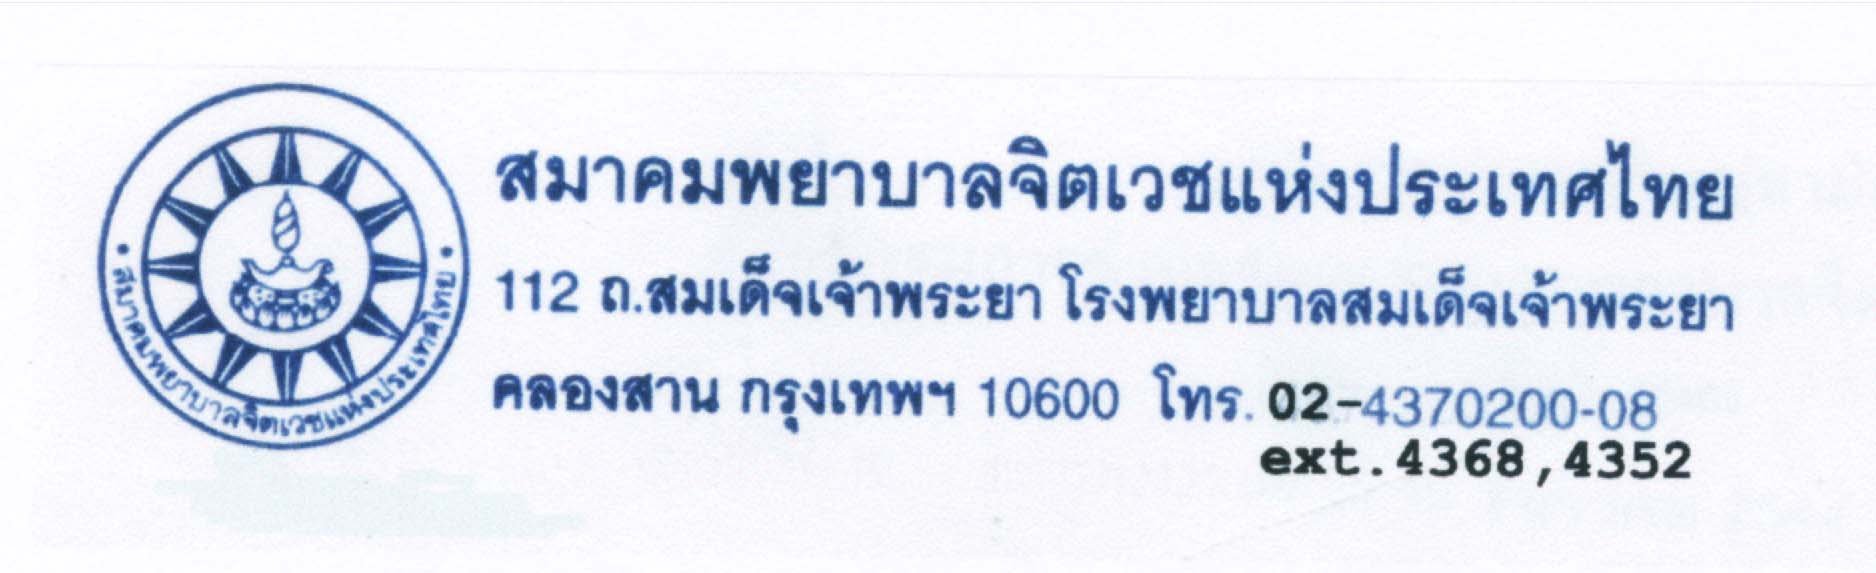 สมาคมพยาบาลจิตเวชแห่งประเทศไทย
สมาคมพยาบาลจิตเวชแห่งประเทศไทย
112 ถ.สมเด็จเจ้าพระยา โรงพยาบาลสมเด็จเจ้าพระยา
คลองสาน กรุงเทพฯ 10600 โทร. 02-4370200-08
ext.4368,4352